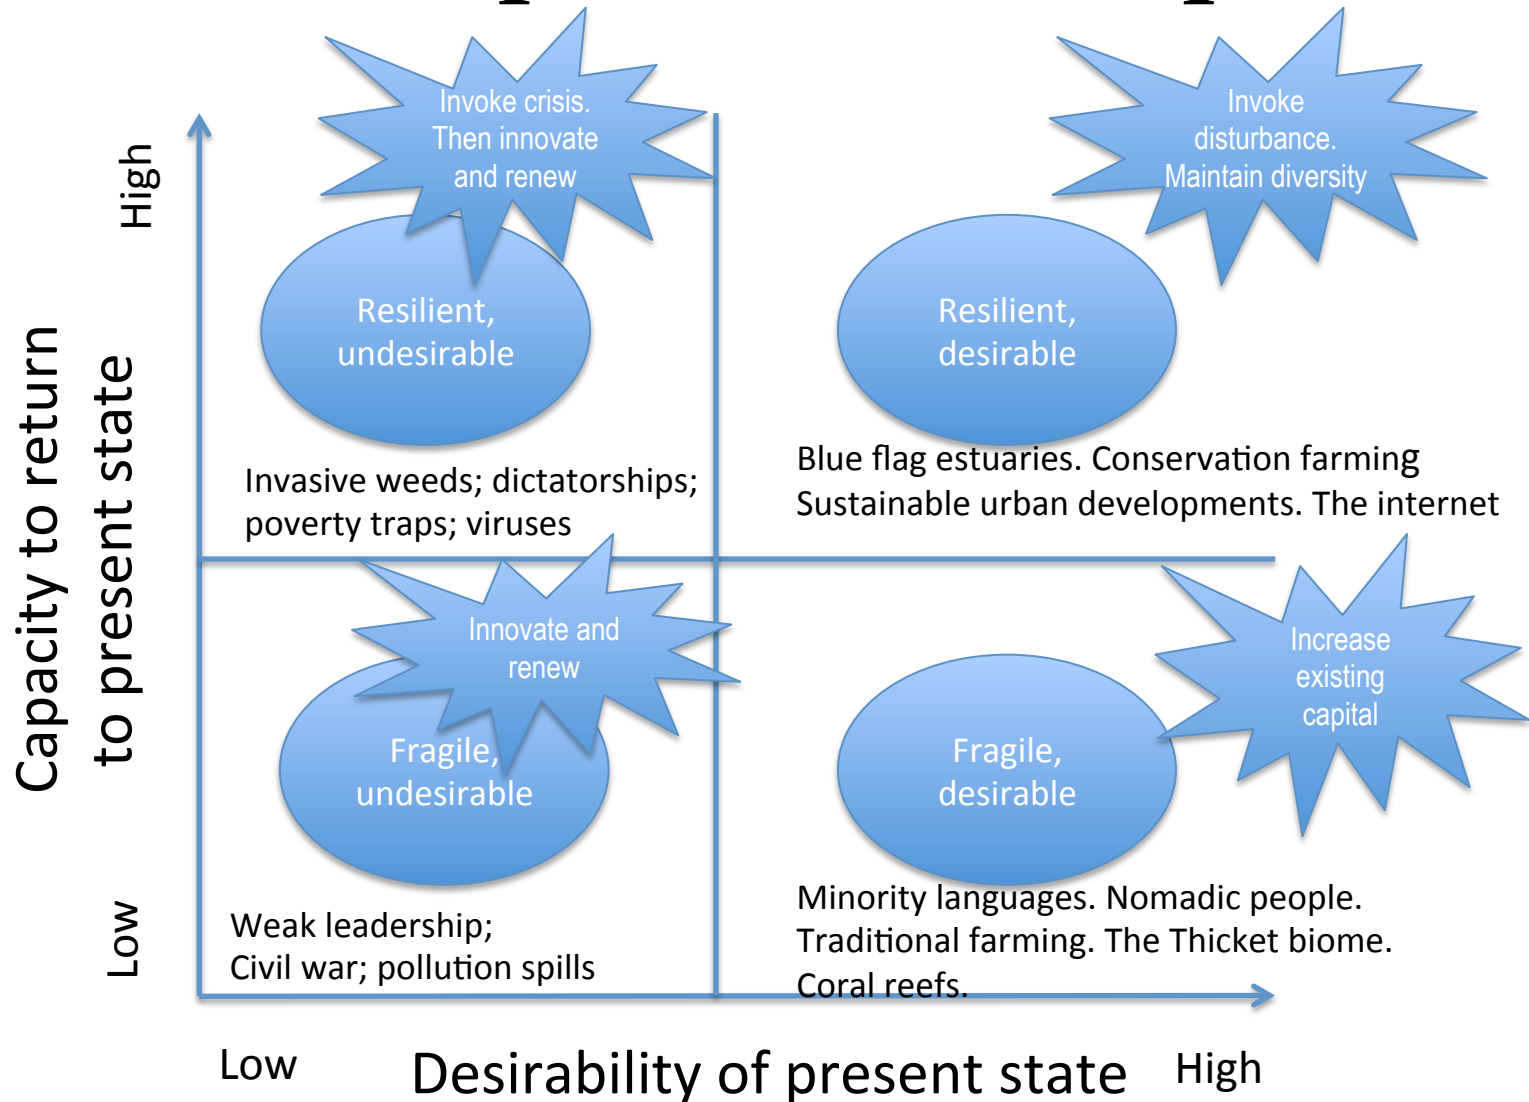 Invoke crisis.
Then innovate
and renew
Invoke
disturbance.
Maintain diversity
High
Resilient,
undesirable
Resilient,
desirable
Invasive weeds; dictatorships;
poverty traps; viruses
Blue flag estuaries. Conservation farming
Sustainable urban developments. The internet
Capacity to return
to present state
Innovate and
renew
Increase
existing
capital
Fragile,
undesirable
Fragile,
desirable
Low
Weak leadership;
Civil war; pollution spills
Minority languages. Nomadic people.
Traditional farming. The Thicket biome.
Coral reefs.
Low
Desirability of present state
High